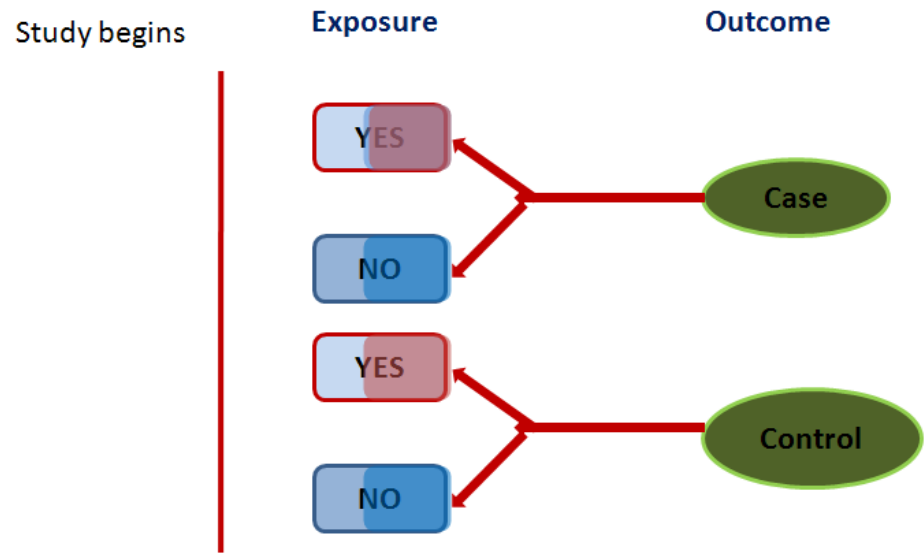 Study begins
Exposure
Outcome
YES
Case
NO
YES
Control
NO